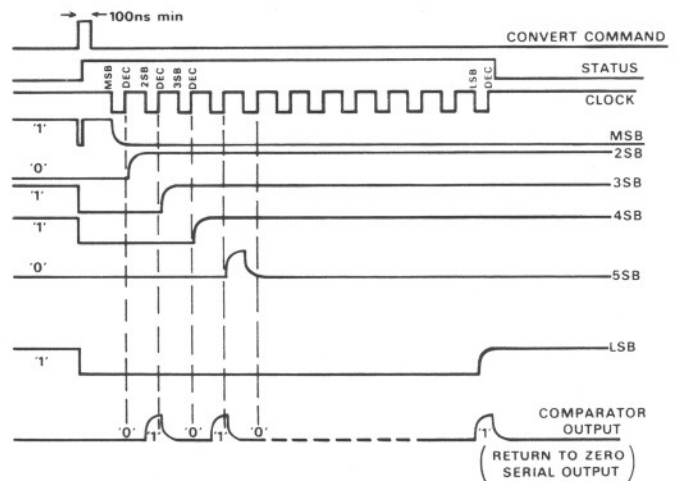 100ns min
CONVERT COMMAND
STATUS
MSB DEC 2SB DEC 3SB DEC LSB DEC
CLOCK
'1' MSB
'0' 2SB
'1' 3SB
'1' 4SB
'0' 5SB
'1' LSB
COMPARATOR
OUTPUT
'0' '1' '0' '1' '0' '1'
(RETURN TO ZERO
SERIAL OUTPUT)